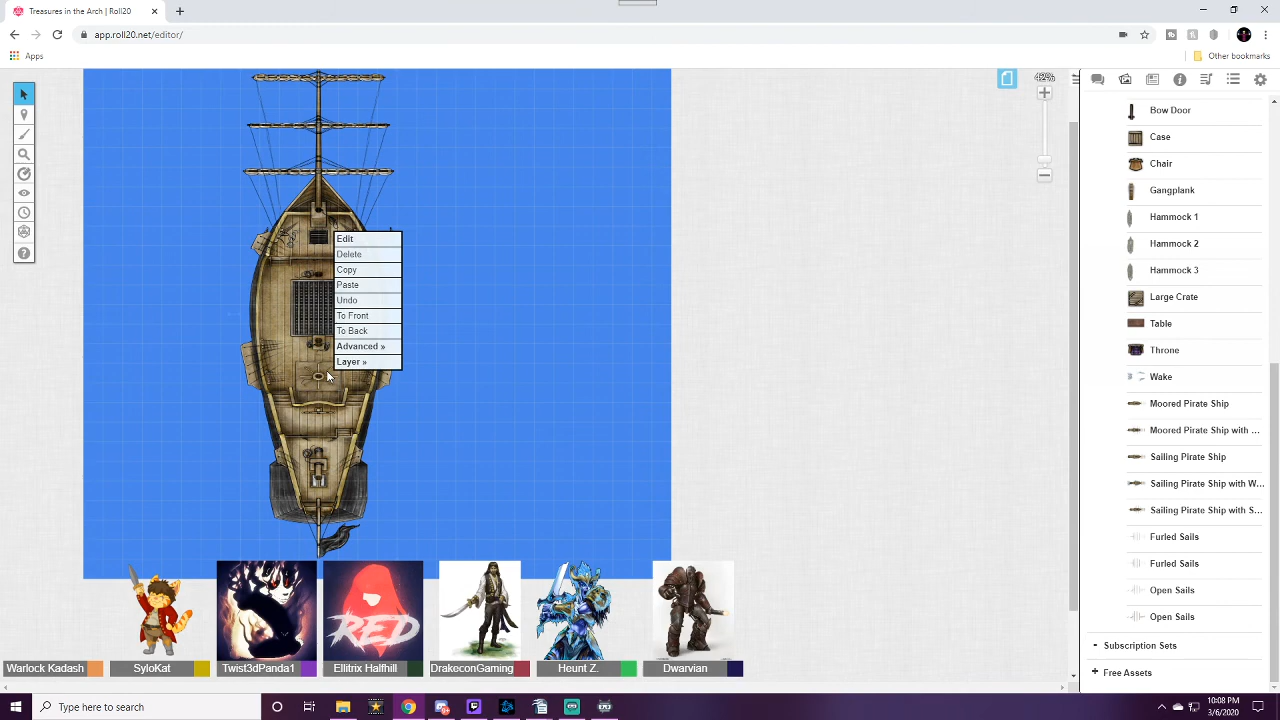 Treasures in the Arch | Roll20
app.roll20.net/editor/
Apps
Other bookmarks
42%
Edit
Delete
Copy
Paste
Undo
To Front
To Back
Advanced »
Layer »
Bow Door
Case
Chair
Gangplank
Hammock 1
Hammock 2
Hammock 3
Large Crate
Table
Throne
Wake
Moored Pirate Ship
Moored Pirate Ship with ...
Sailing Pirate Ship
Sailing Pirate Ship with W...
Sailing Pirate Ship with S...
Furled Sails
Furled Sails
Open Sails
Open Sails
Subscription Sets
Free Assets
RED
Warlock Kadash
SyloKat
Twist3dPanda1
Ellitrix Halfhill
DrakeconGaming
Heunt Z.
Dwarvian
Type here to search
10:08 PM
3/6/2020